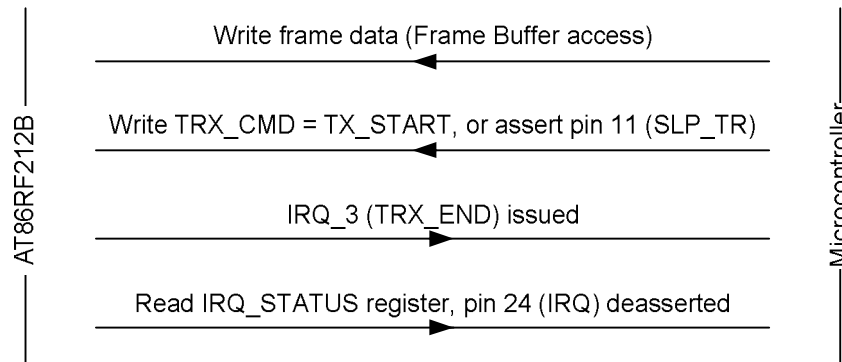 Write frame data (Frame Buffer access)
Write TRX_CMD = TX_START, or assert pin 11 (SLP_TR)
IRQ_3 (TRX_END) issued
Read IRQ_STATUS register, pin 24 (IRQ) deasserted
AT86RF212B
Microcontroller